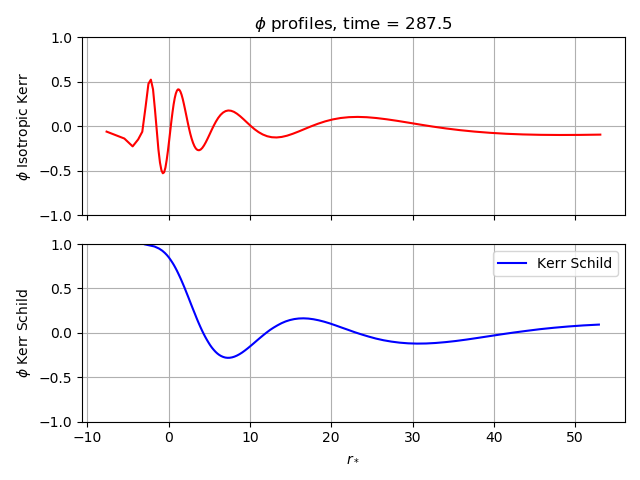 ϕ profiles, time = 287.5
1.0
0.5
0.0
−0.5
−1.0
ϕ Isotropic Kerr
1.0
0.5
0.0
−0.5
−1.0
ϕ Kerr Schild
Kerr Schild
−10 0 10 20 30 40 50
r*